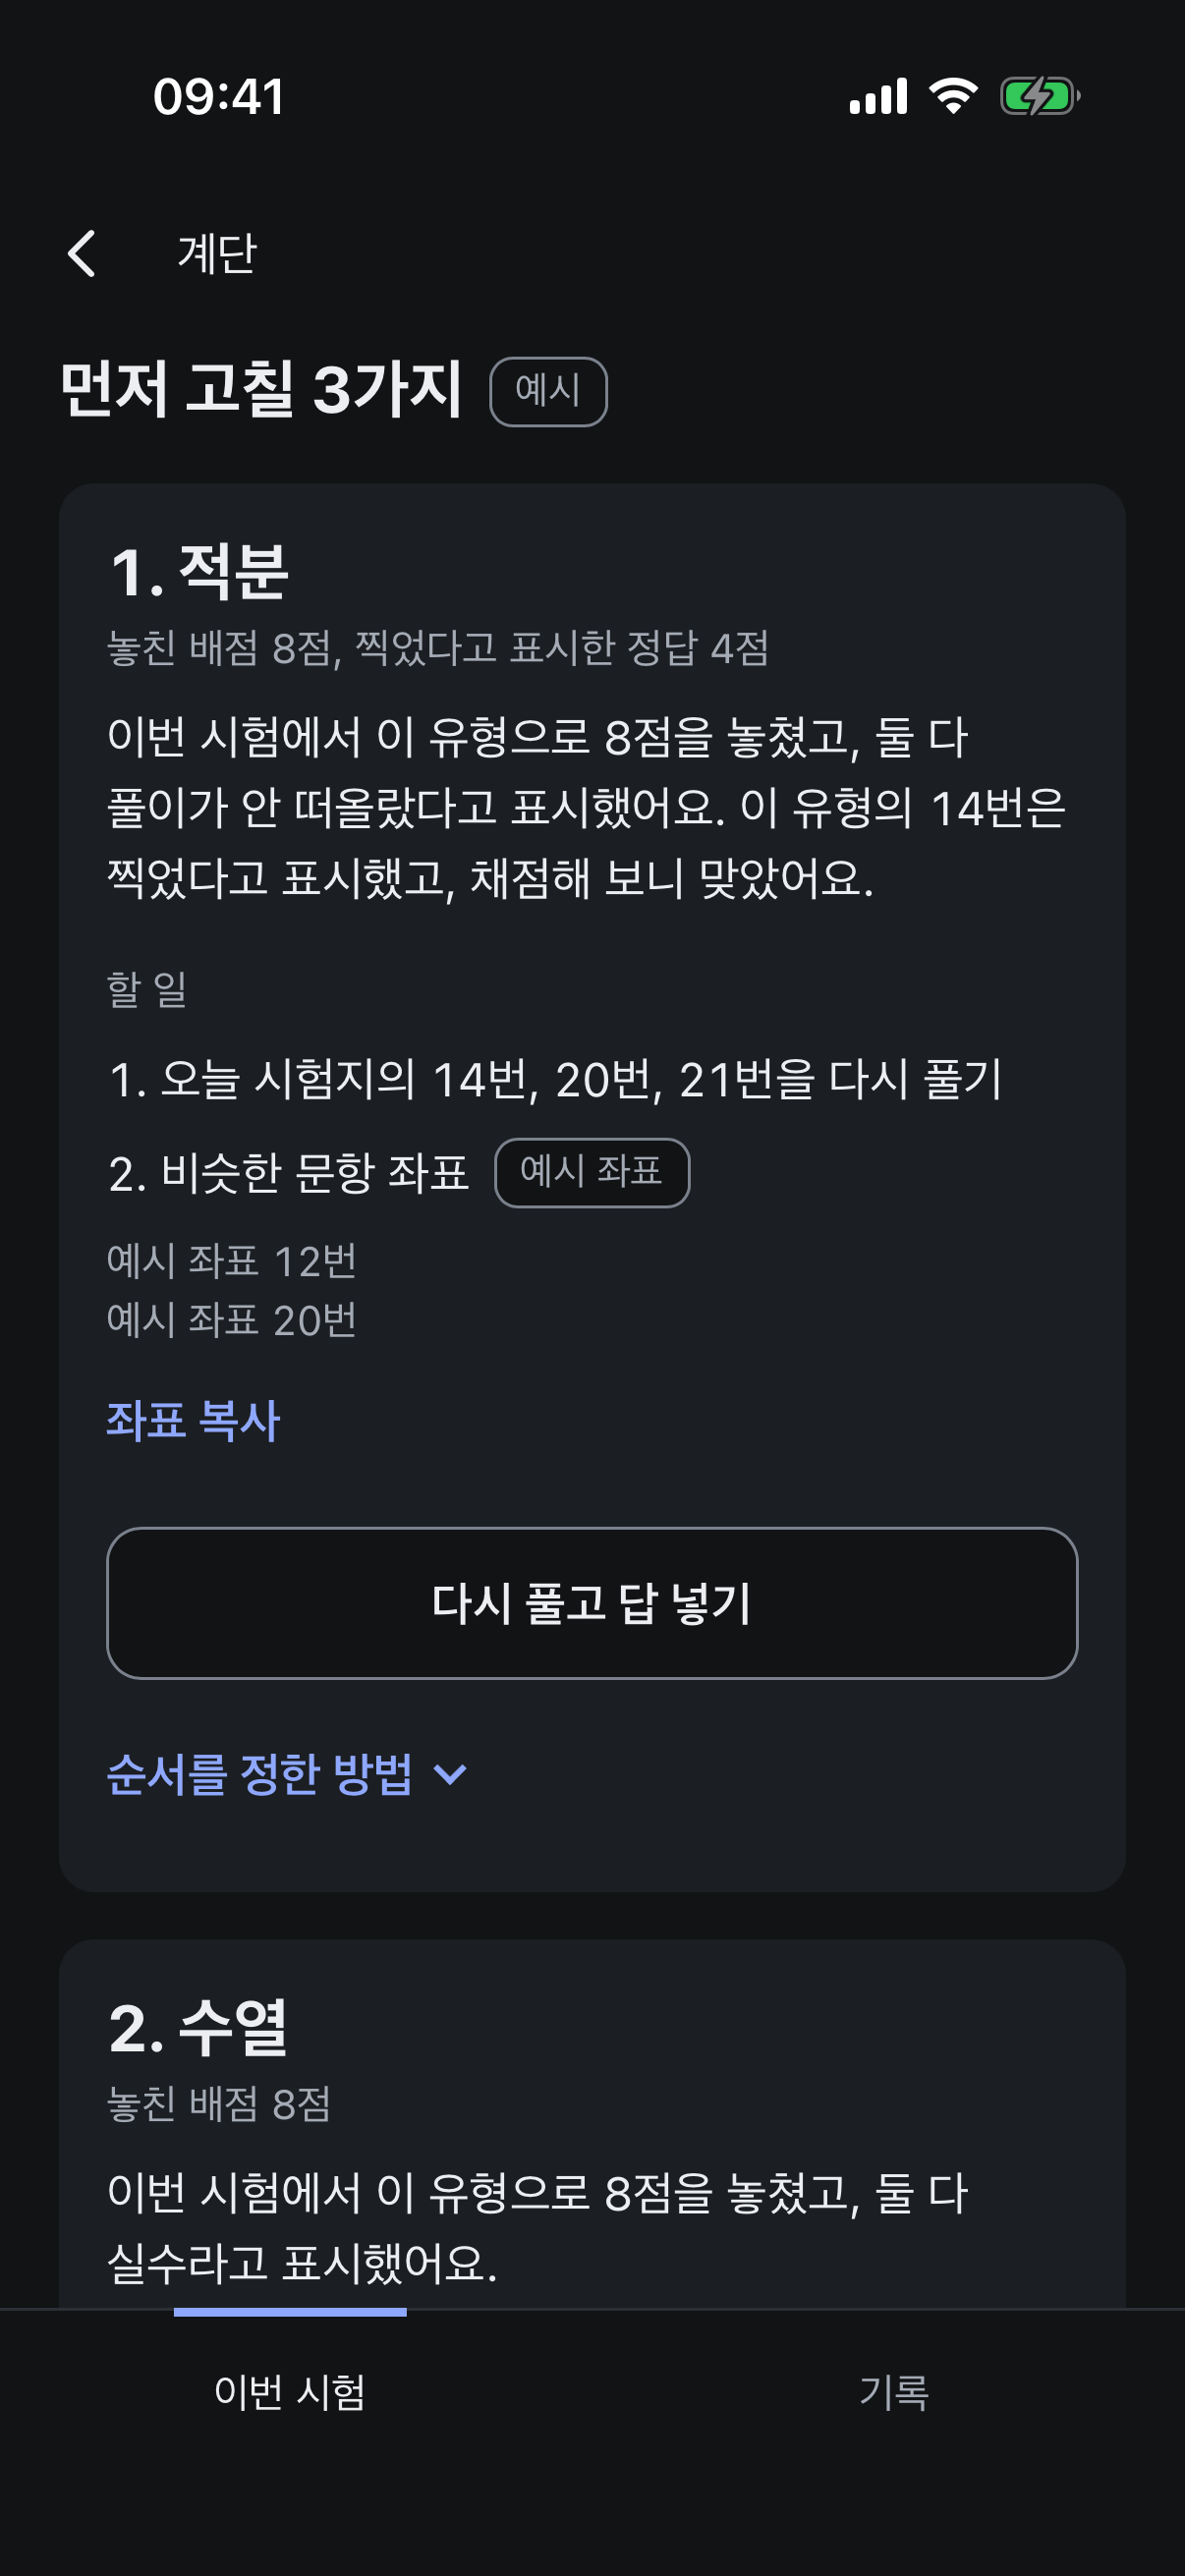 09:41
계단
먼저 고칠 3가지 예시
1. 적분
놓친 배점 8점, 찍었다고 표시한 정답 4점
이번 시험에서 이 유형으로 8점을 놓쳤고, 둘 다
풀이가 안 떠올랐다고 표시했어요. 이 유형의 14번은
찍었다고 표시했고, 채점해 보니 맞았어요.
할 일
1. 오늘 시험지의 14번, 20번, 21번을 다시 풀기
2. 비슷한 문항 좌표 예시 좌표
예시 좌표 12번
예시 좌표 20번
좌표 복사
다시 풀고 답 넣기
순서를 정한 방법
2. 수열
놓친 배점 8점
이번 시험에서 이 유형으로 8점을 놓쳤고, 둘 다
실수라고 표시했어요.
이번 시험 기록